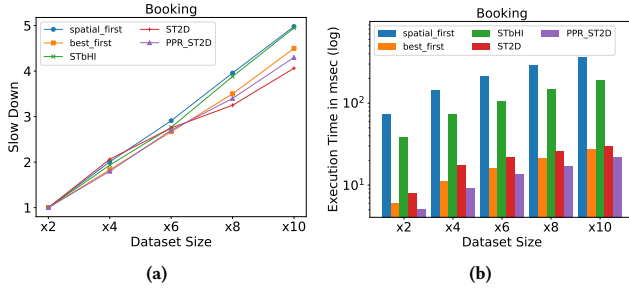 Booking
Slow Down
5
4
3
2
1
spatial_first
best_first
STbHI
ST2D
PPR_ST2D
x2 x4 x6 x8 x10
Dataset Size
(a)
Booking
Execution Time in msec (log)
10²
10¹
spatial_first
best_first
STbHI
ST2D
PPR_ST2D
x2 x4 x6 x8 x10
Dataset Size
(b)